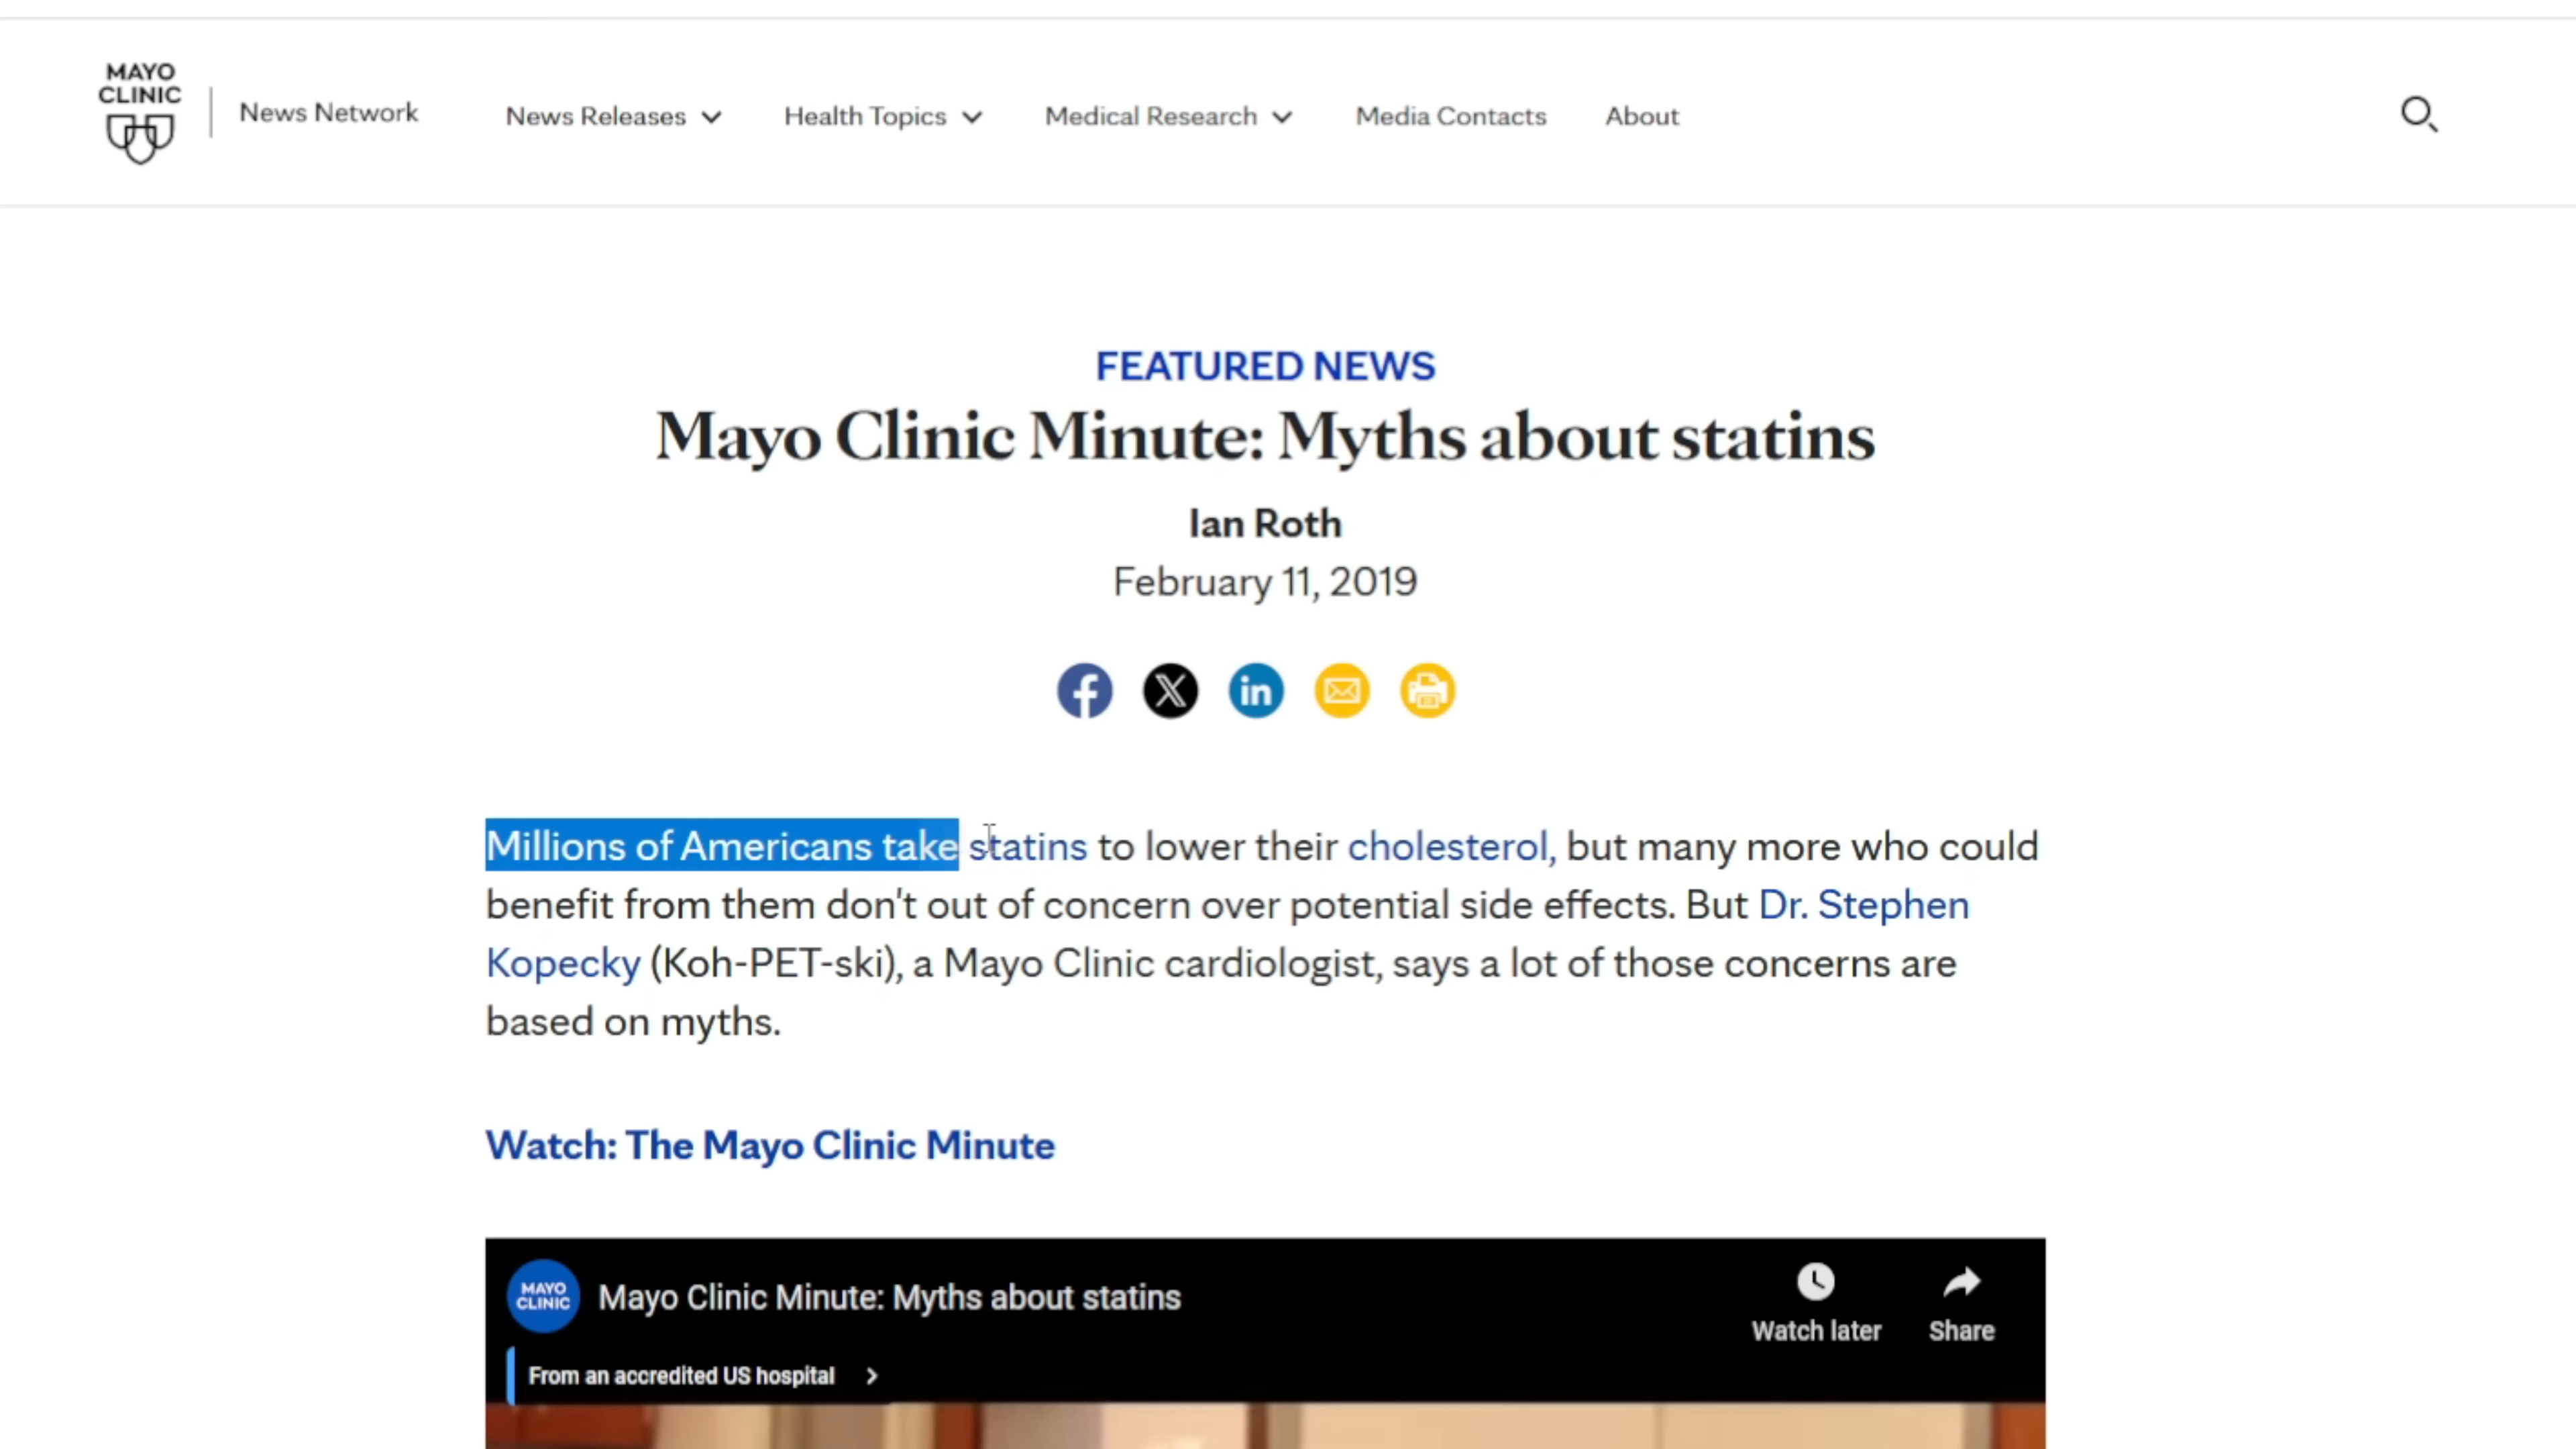 MAYO
CLINIC
News Network
News Releases
Health Topics
Medical Research
Media Contacts
About
FEATURED NEWS
Mayo Clinic Minute: Myths about statins
Ian Roth
February 11, 2019
Millions of Americans take statins to lower their cholesterol, but many more who could
benefit from them don't out of concern over potential side effects. But Dr. Stephen
Kopecky (Koh-PET-ski), a Mayo Clinic cardiologist, says a lot of those concerns are
based on myths.
Watch: The Mayo Clinic Minute
MAYO
CLINIC
Mayo Clinic Minute: Myths about statins
Watch later
Share
From an accredited US hospital